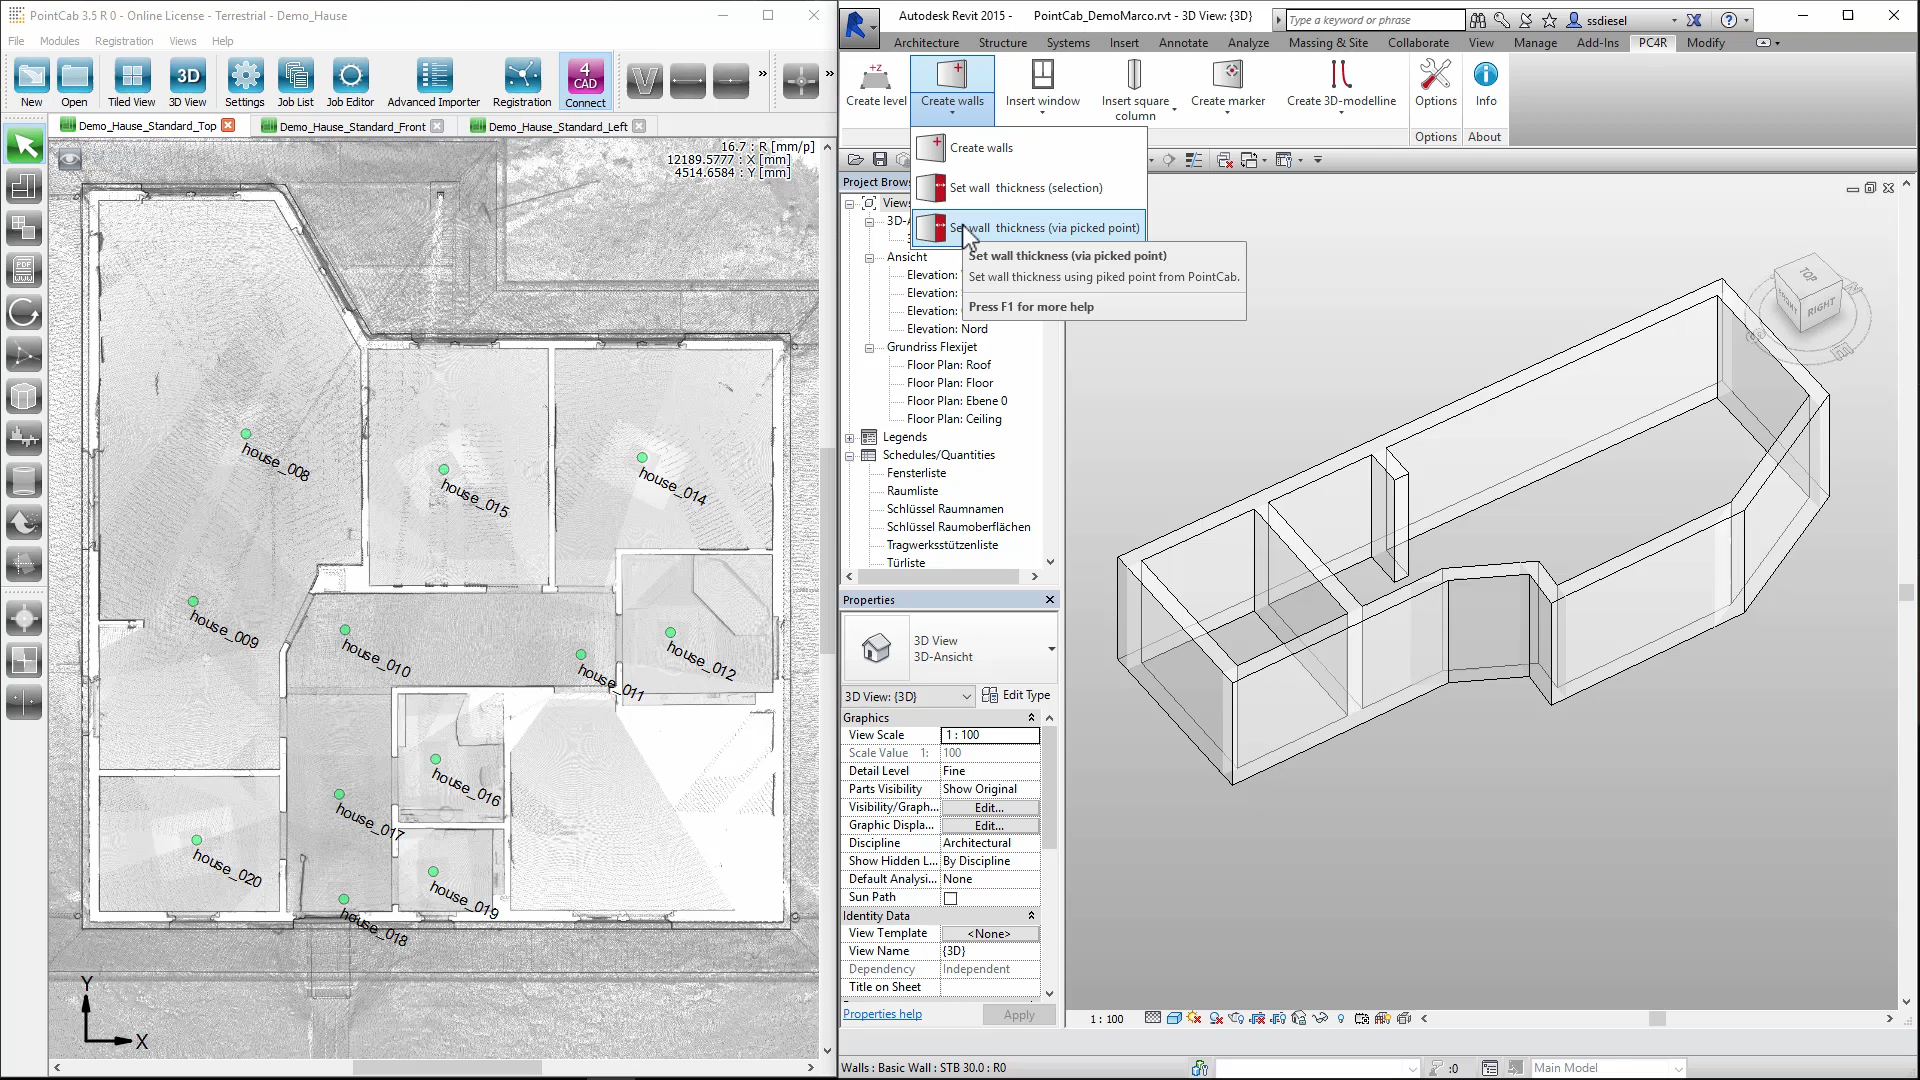 PointCab 3.5 R 0 - Online License - Terrestrial - Demo_Hause
File Modules Registration Views Help
New Open Tiled View 3D View Settings Job List Job Editor Advanced Importer Registration 4 CAD Connect
3D
Demo_Hause_Standard_Top Demo_Hause_Standard_Front Demo_Hause_Standard_Left
16.7 : R [mm/p]
12189.5777 : X [mm]
4514.6584 : Y [mm]
house_008
house_015
house_014
house_009
house_010
house_011
house_012
house_016
house_017
house_020
house_019
house_018
Y
X
Autodesk Revit 2015 - PointCab_DemoMarco.rvt - 3D View: {3D}
Type a keyword or phrase
ssdiesel
Architecture Structure Systems Insert Annotate Analyze Massing & Site Collaborate View Manage Add-Ins PC4R Modify
+z
Create level Create walls Insert window Insert square column Create marker Create 3D-modelline Options Info
Options About
Create walls
Set wall thickness (selection)
Set wall thickness (via picked point)
Set wall thickness (via picked point)
Set wall thickness using piked point from PointCab.
Press F1 for more help
Project Brows
Views
3D-A
Ansicht
Elevation:
Elevation:
Elevation:
Elevation: Nord
Grundriss Flexijet
Floor Plan: Roof
Floor Plan: Floor
Floor Plan: Ebene 0
Floor Plan: Ceiling
Legends
Schedules/Quantities
Fensterliste
Raumliste
Schlüssel Raumnamen
Schlüssel Raumoberflächen
Tragwerksstützenliste
Türliste
Properties
3D View
3D-Ansicht
3D View: {3D} Edit Type
Graphics
View Scale 1 : 100
Scale Value 1: 100
Detail Level Fine
Parts Visibility Show Original
Visibility/Graph... Edit...
Graphic Displa... Edit...
Discipline Architectural
Show Hidden L... By Discipline
Default Analysi... None
Sun Path
Identity Data
View Template <None>
View Name {3D}
Dependency Independent
Title on Sheet
Properties help Apply
TOP
RIGHT
1 : 100
Walls : Basic Wall : STB 30.0 : R0
:0
Main Model